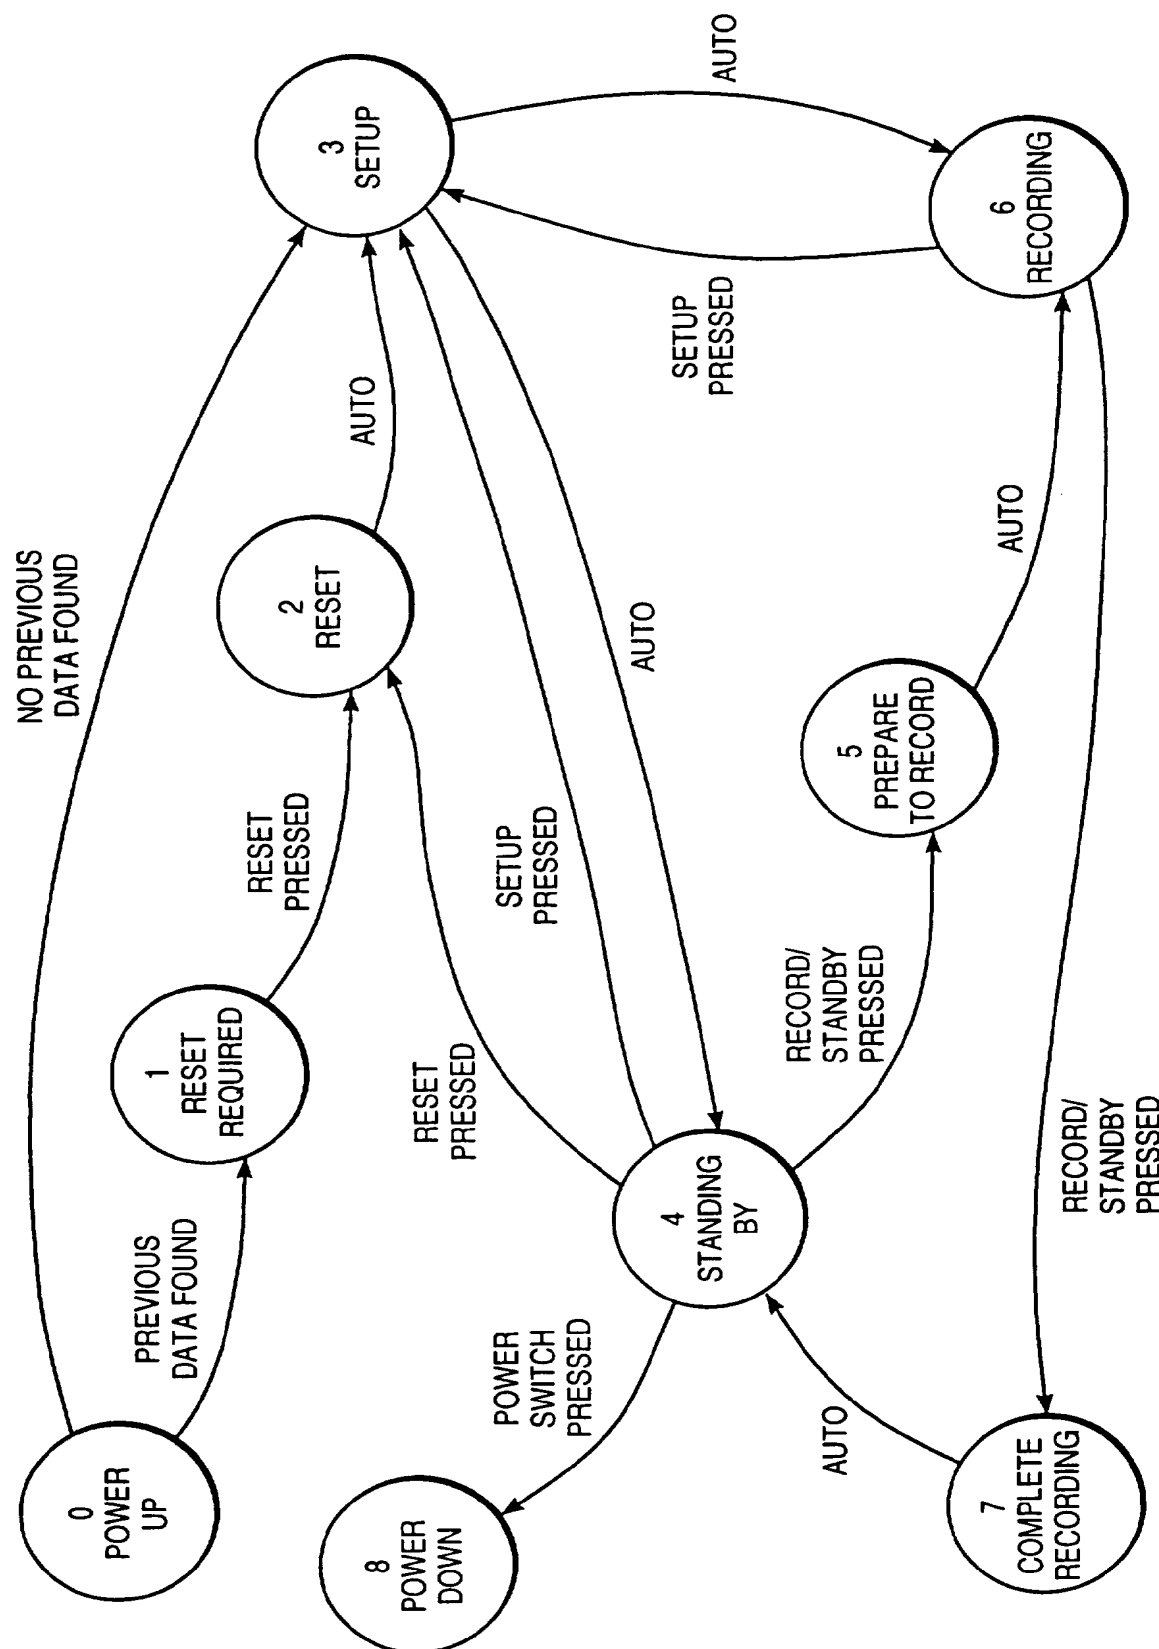 0
POWER
UP
NO PREVIOUS
DATA FOUND
PREVIOUS
DATA FOUND
1
RESET
REQUIRED
RESET
PRESSED
2
RESET
AUTO
3
SETUP
8
POWER
DOWN
POWER
SWITCH
PRESSED
RESET
PRESSED
SETUP
PRESSED
AUTO
4
STANDING
BY
RECORD/
STANDBY
PRESSED
5
PREPARE
TO RECORD
AUTO
SETUP
PRESSED
AUTO
6
RECORDING
7
COMPLETE
RECORDING
AUTO
RECORD/
STANDBY
PRESSED